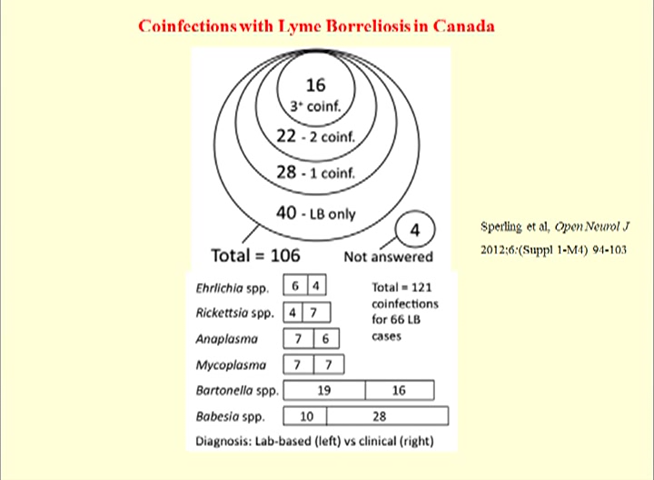 Coinfections with Lyme Borreliosis in Canada
16
3⁺ coinf.
22 - 2 coinf.
28 - 1 coinf.
40 - LB only
4
Total = 106
Not answered
Sperling et al, Open Neurol J
2012:6:(Suppl 1-M4) 94-103
Ehrlichia spp. 6 4
Rickettsia spp. 4 7
Anaplasma 7 6
Mycoplasma 7 7
Bartonella spp. 19 16
Babesia spp. 10 28
Total = 121
coinfections
for 66 LB
cases
Diagnosis: Lab-based (left) vs clinical (right)